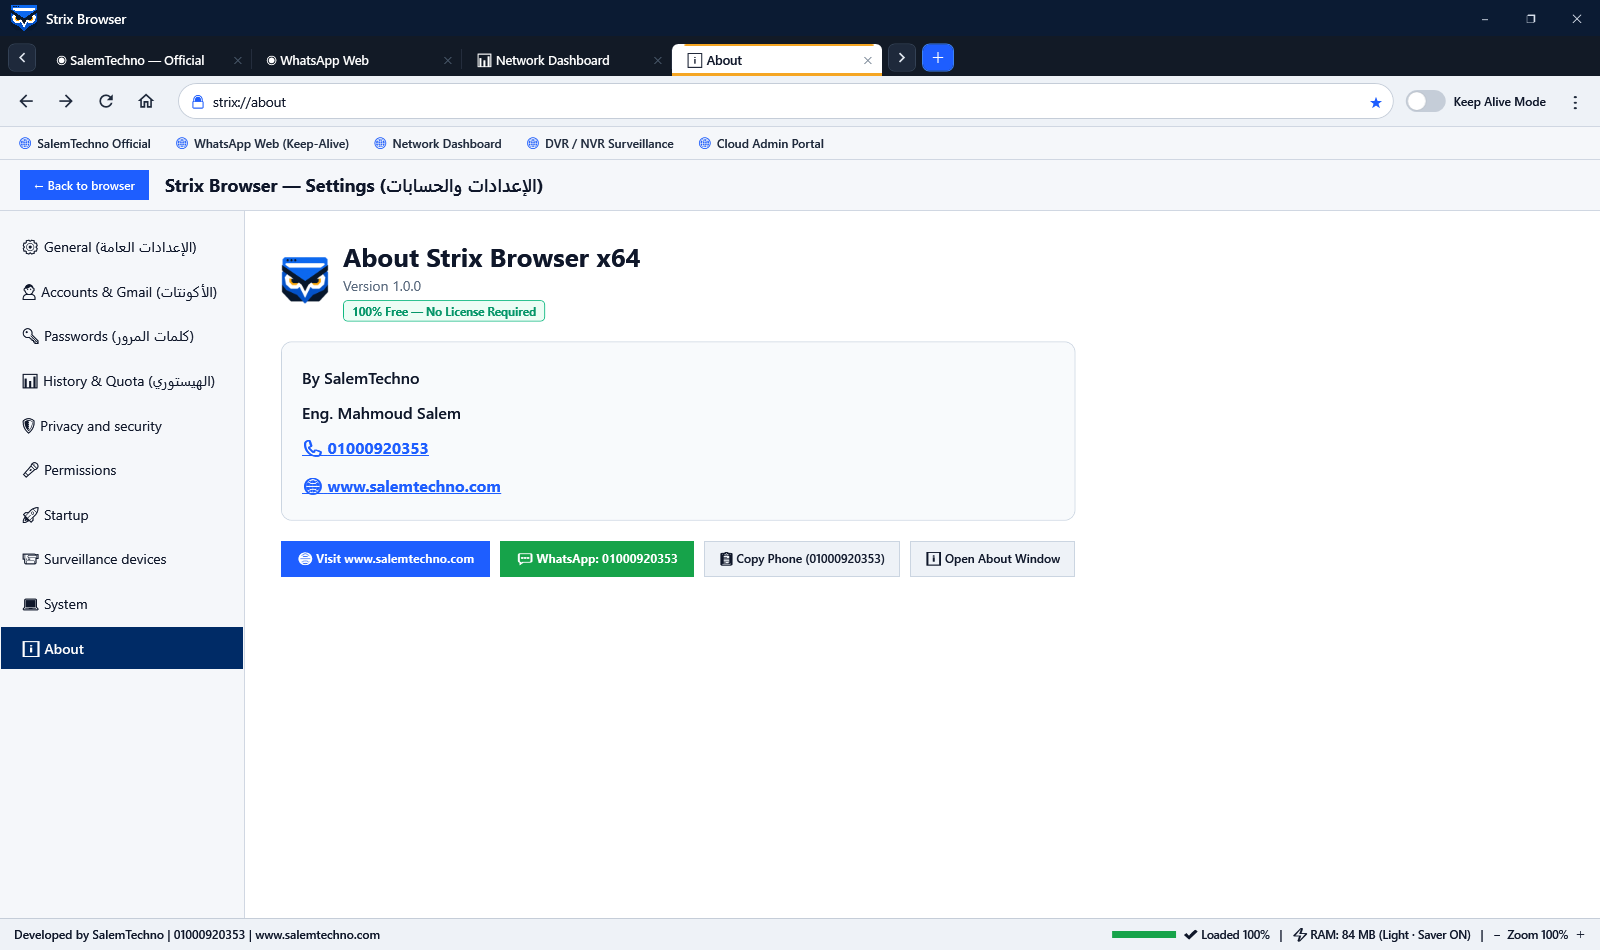 Strix Browser
SalemTechno — Official
WhatsApp Web
Network Dashboard
About
strix://about
Keep Alive Mode
SalemTechno Official
WhatsApp Web (Keep-Alive)
Network Dashboard
DVR / NVR Surveillance
Cloud Admin Portal
← Back to browser
Strix Browser — Settings (الإعدادات والحسابات)
General (الإعدادات العامة)
Accounts & Gmail (الأكونتات)
Passwords (كلمات المرور)
History & Quota (الهيستوري)
Privacy and security
Permissions
Startup
Surveillance devices
System
About
About Strix Browser x64
Version 1.0.0
100% Free — No License Required
By SalemTechno
Eng. Mahmoud Salem
01000920353
www.salemtechno.com
Visit www.salemtechno.com
WhatsApp: 01000920353
Copy Phone (01000920353)
Open About Window
Developed by SalemTechno | 01000920353 | www.salemtechno.com
Loaded 100% | RAM: 84 MB (Light · Saver ON) | − Zoom 100% +